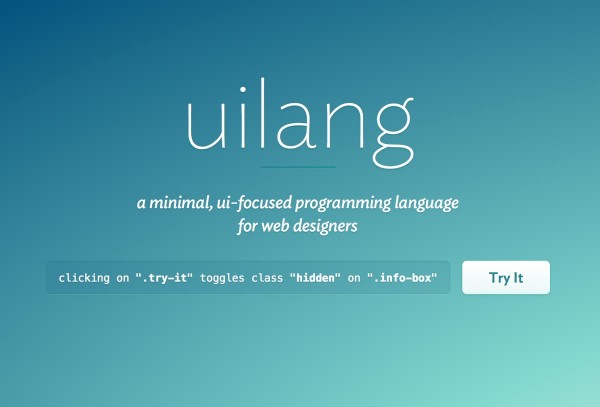 uilang
a minimal, ui-focused programming language
for web designers
clicking on ".try-it" toggles class "hidden" on ".info-box"
Try It